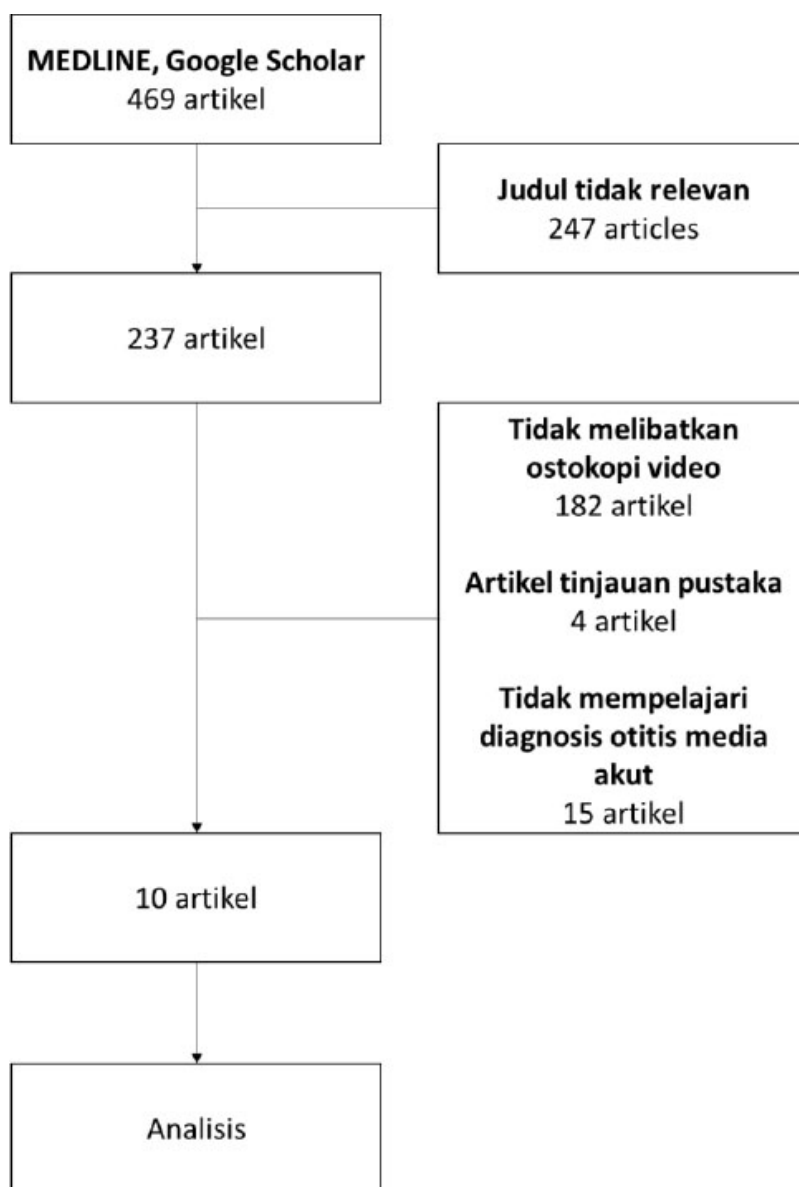 MEDLINE, Google Scholar
469 artikel
Judul tidak relevan
247 articles
237 artikel
Tidak melibatkan
ostokopi video
182 artikel
Artikel tinjauan pustaka
4 artikel
Tidak mempelajari
diagnosis otitis media
akut
15 artikel
10 artikel
Analisis